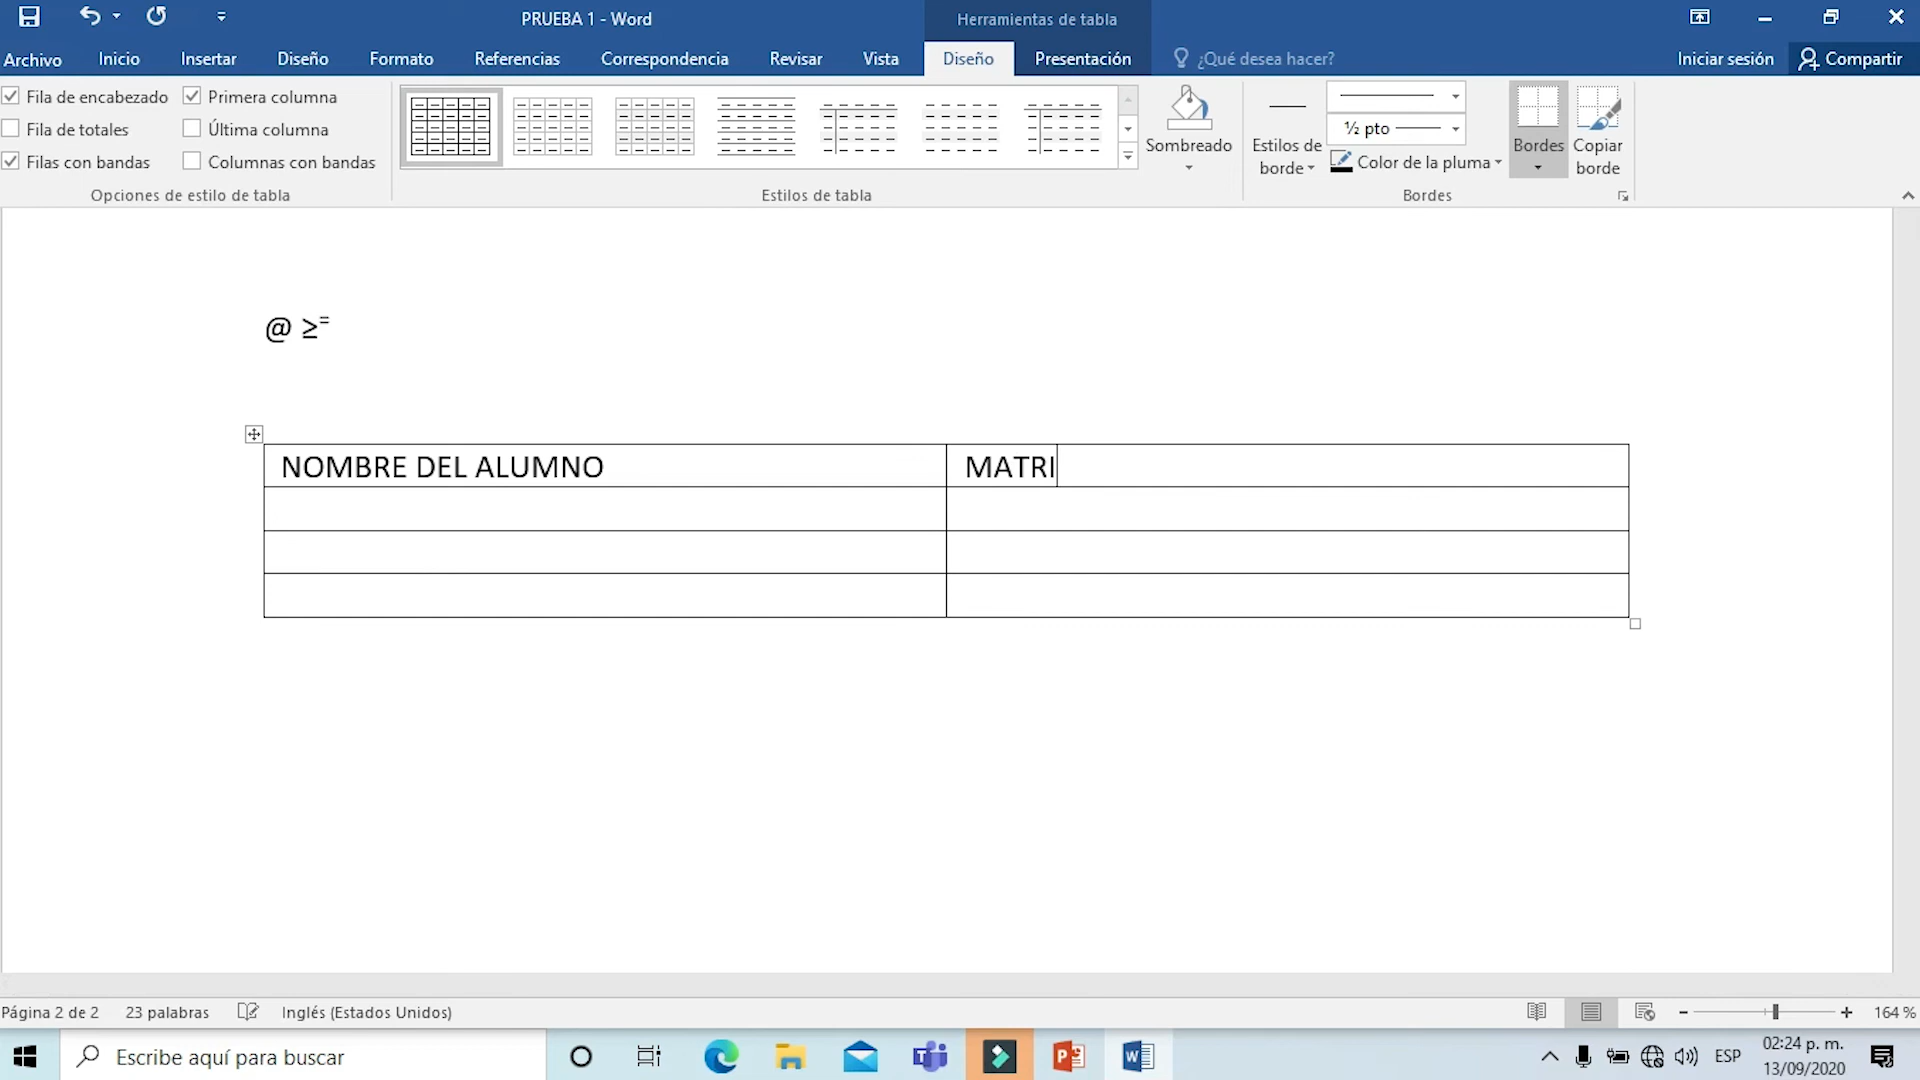 PRUEBA 1 - Word
Herramientas de tabla
Archivo Inicio Insertar Diseño Formato Referencias Correspondencia Revisar Vista Diseño Presentación ¿Qué desea hacer? Iniciar sesión Compartir
Fila de encabezado Primera columna
Fila de totales Última columna
Filas con bandas Columnas con bandas
Opciones de estilo de tabla
Estilos de tabla
Sombreado
Estilos de borde
½ pto
Color de la pluma
Bordes
Copiar borde
Bordes
@ ≥=
NOMBRE DEL ALUMNO MATRI
Página 2 de 2 23 palabras Inglés (Estados Unidos) 164 %
Escribe aquí para buscar
ESP
02:24 p. m.
13/09/2020